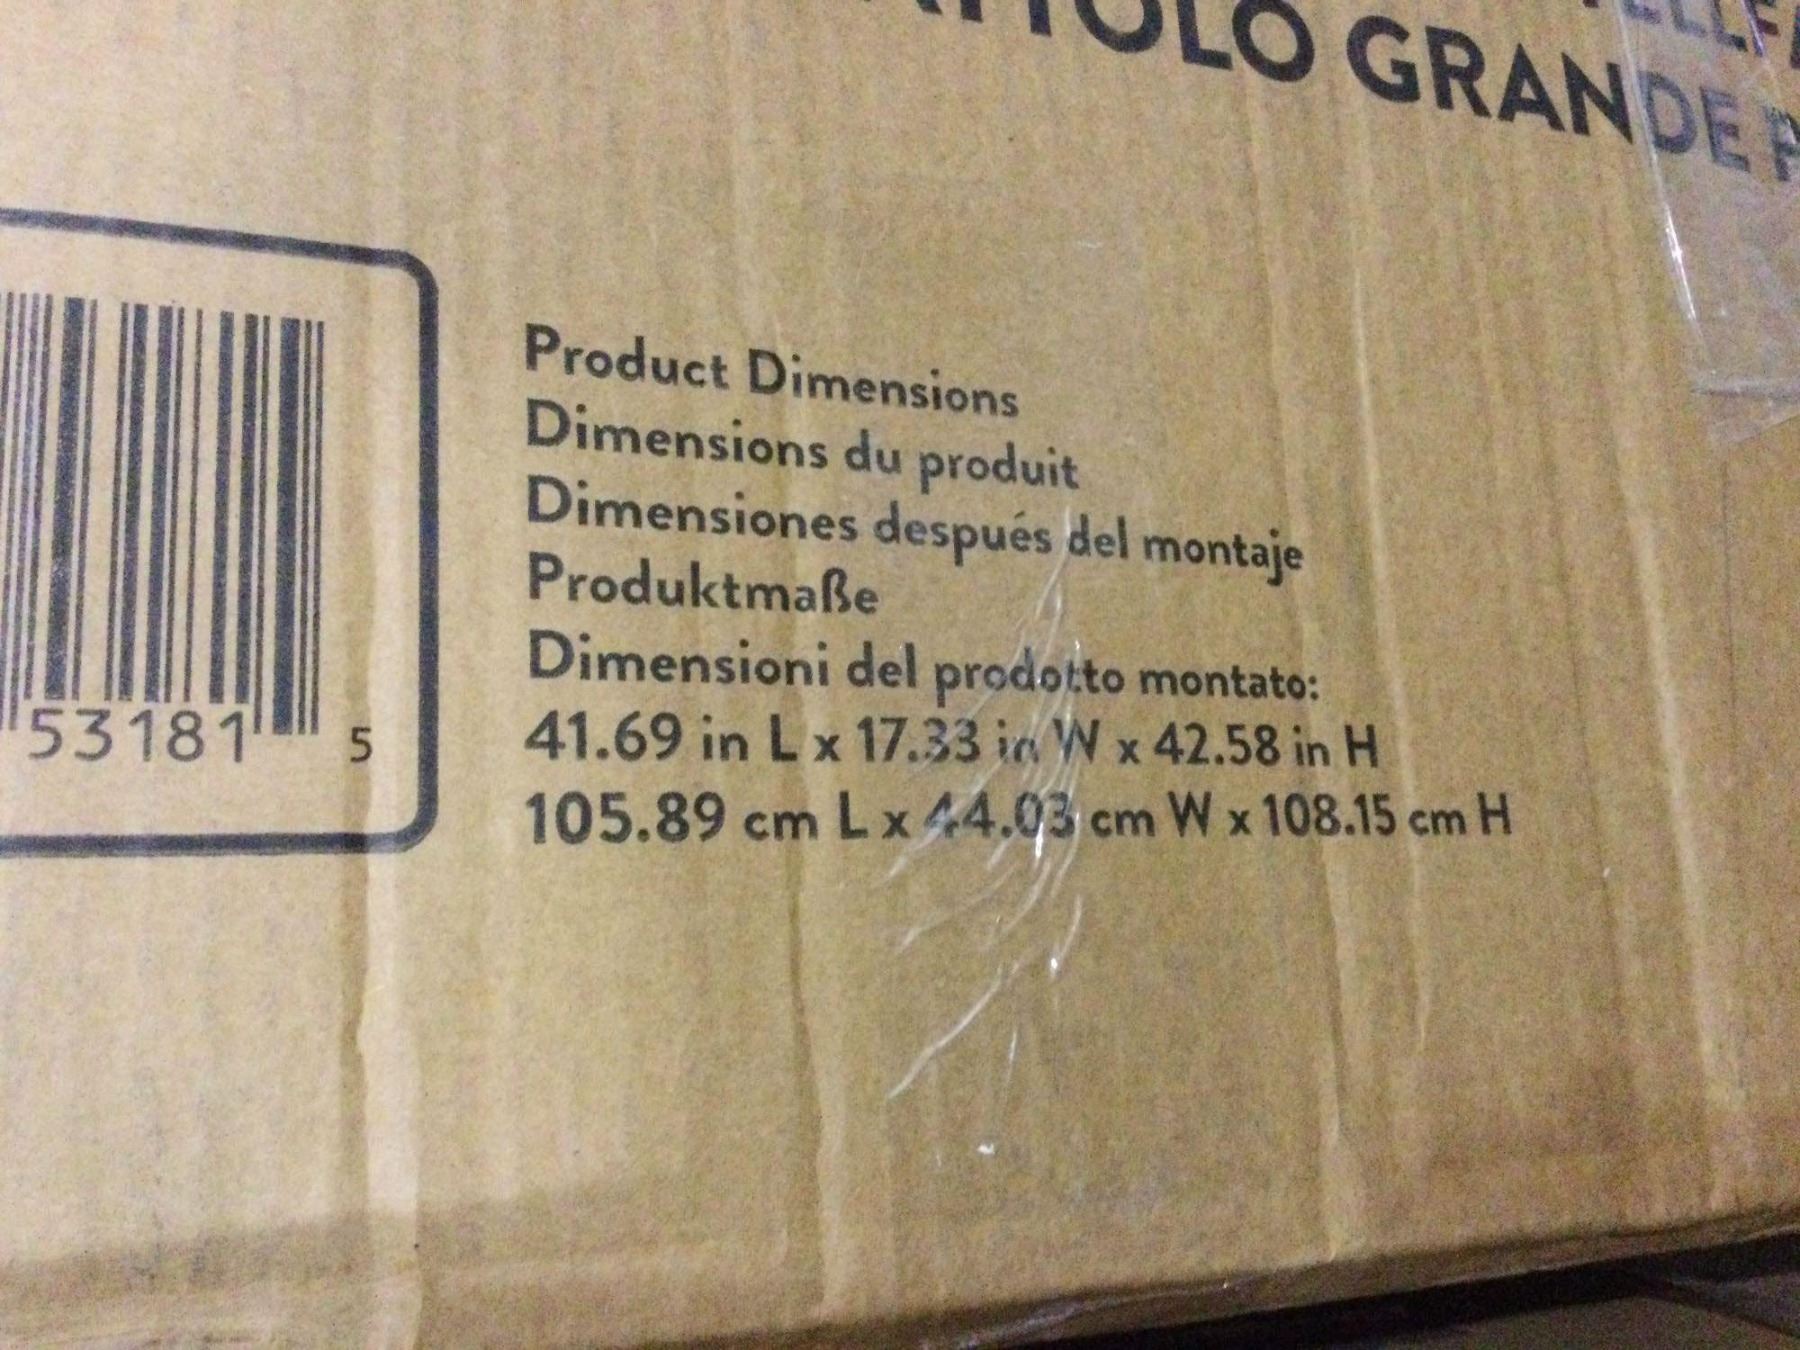 GRANDE
Product Dimensions
Dimensions du produit
Dimensiones después del montaje
Produktmaße
Dimensioni del prodotto montato:
41.69 in L x 17.33 in W x 42.58 in H
105.89 cm L x 44.03 cm W x 108.15 cm H
53181 5